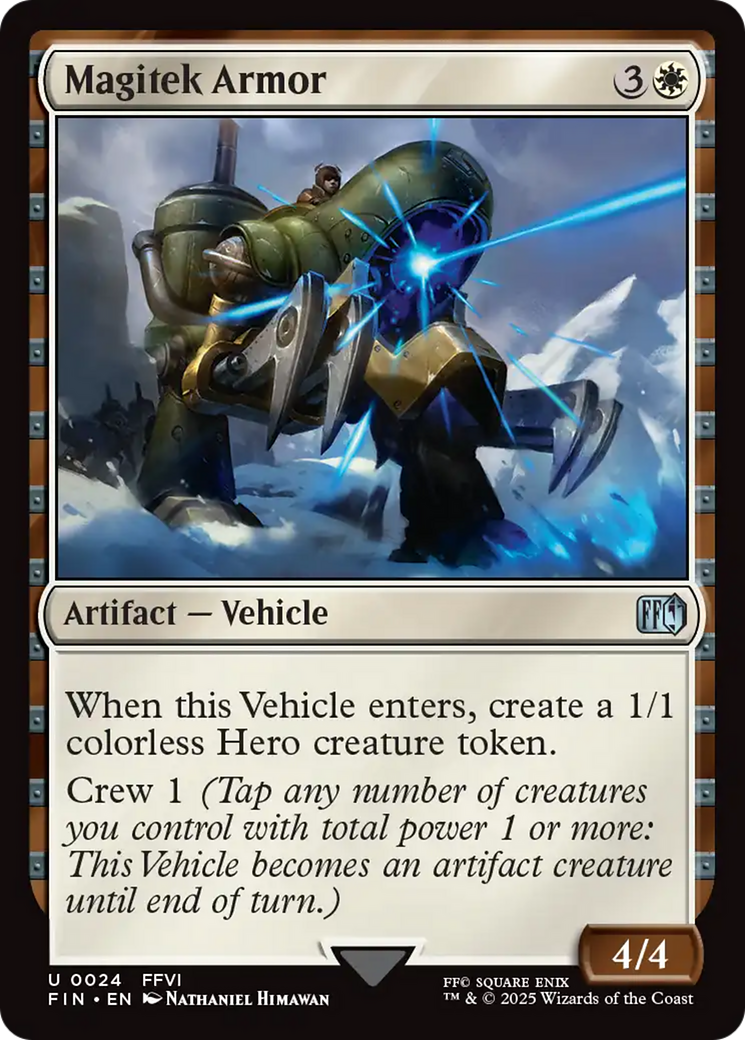 Magitek Armor 3
Artifact — Vehicle FF
When this Vehicle enters, create a 1/1
colorless Hero creature token.
Crew 1 (Tap any number of creatures
you control with total power 1 or more:
This Vehicle becomes an artifact creature
until end of turn.)
4/4
U 0024 FFVI
FIN • EN Nathaniel Himawan
FF© SQUARE ENIX
™ & © 2025 Wizards of the Coast